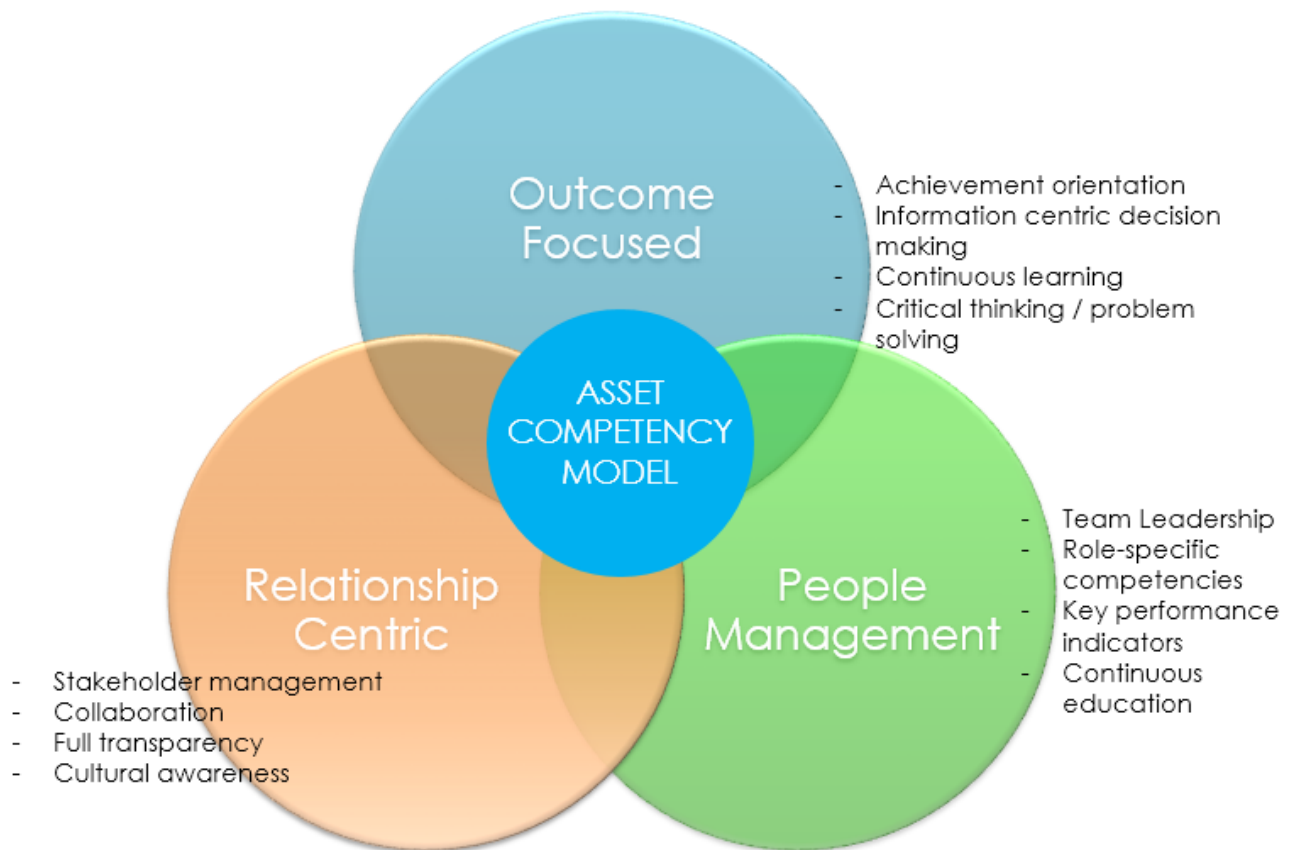 Outcome
Focused
- Achievement orientation
- Information centric decision
making
- Continuous learning
- Critical thinking / problem
solving
ASSET
COMPETENCY
MODEL
Relationship
Centric
- Stakeholder management
- Collaboration
- Full transparency
- Cultural awareness
People
Management
- Team Leadership
- Role-specific
competencies
- Key performance
indicators
- Continuous
education